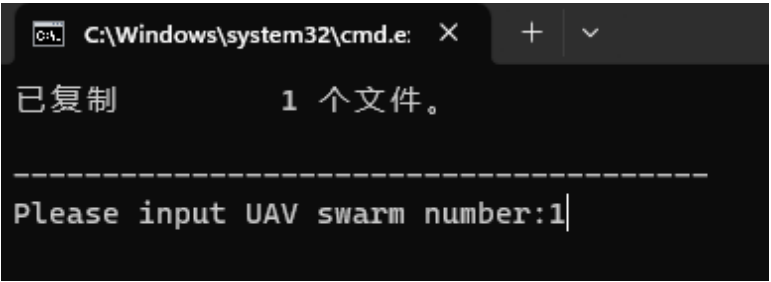 C:\Windows\system32\cmd.e:
已复制 1 个文件。
----------------------------------------
Please input UAV swarm number:1